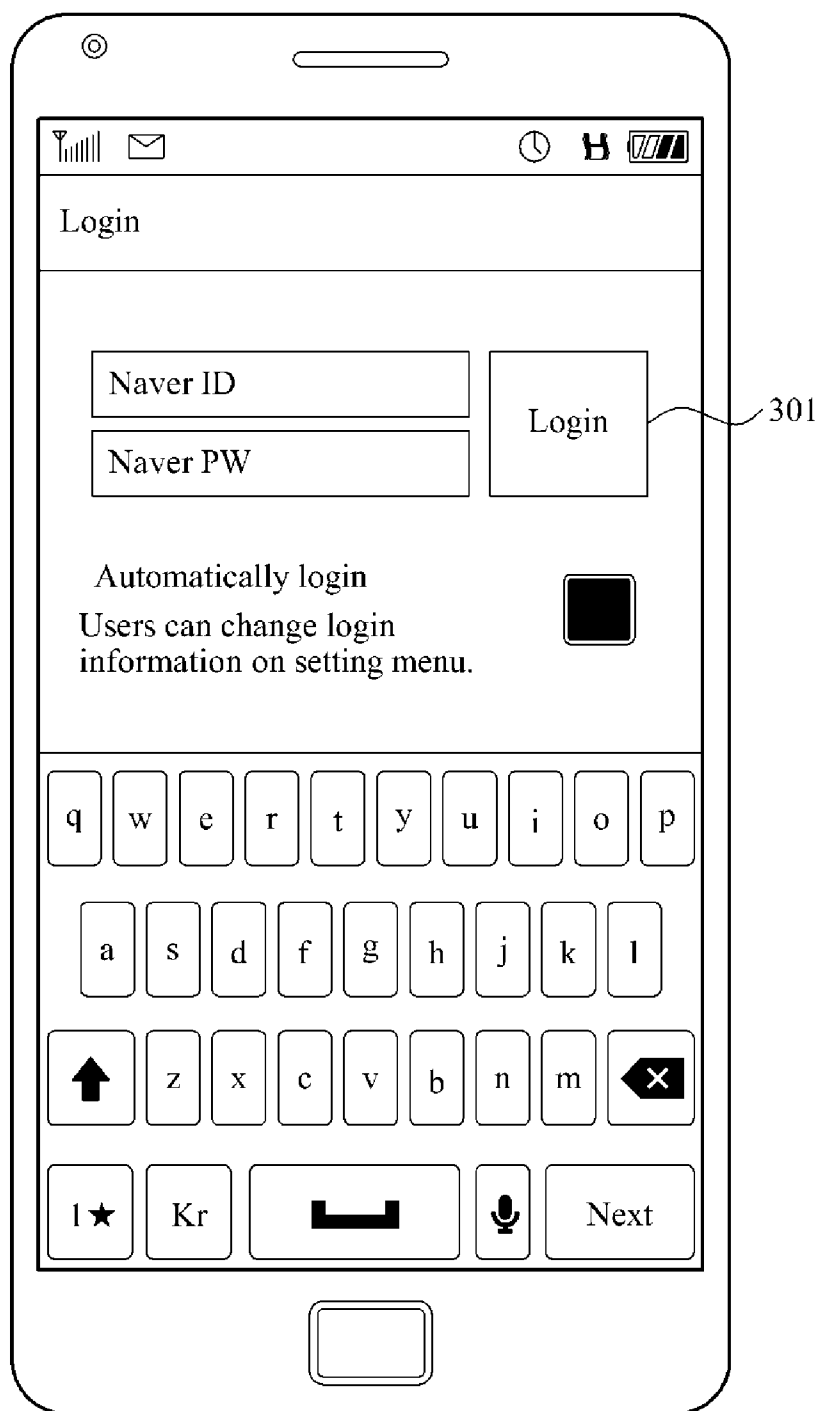 Login
Naver ID
Login
301
Naver PW
Automatically login
Users can change login
information on setting menu.
q w e r t y u i o p
a s d f g h j k l
z x c v b n m
1★ Kr Next